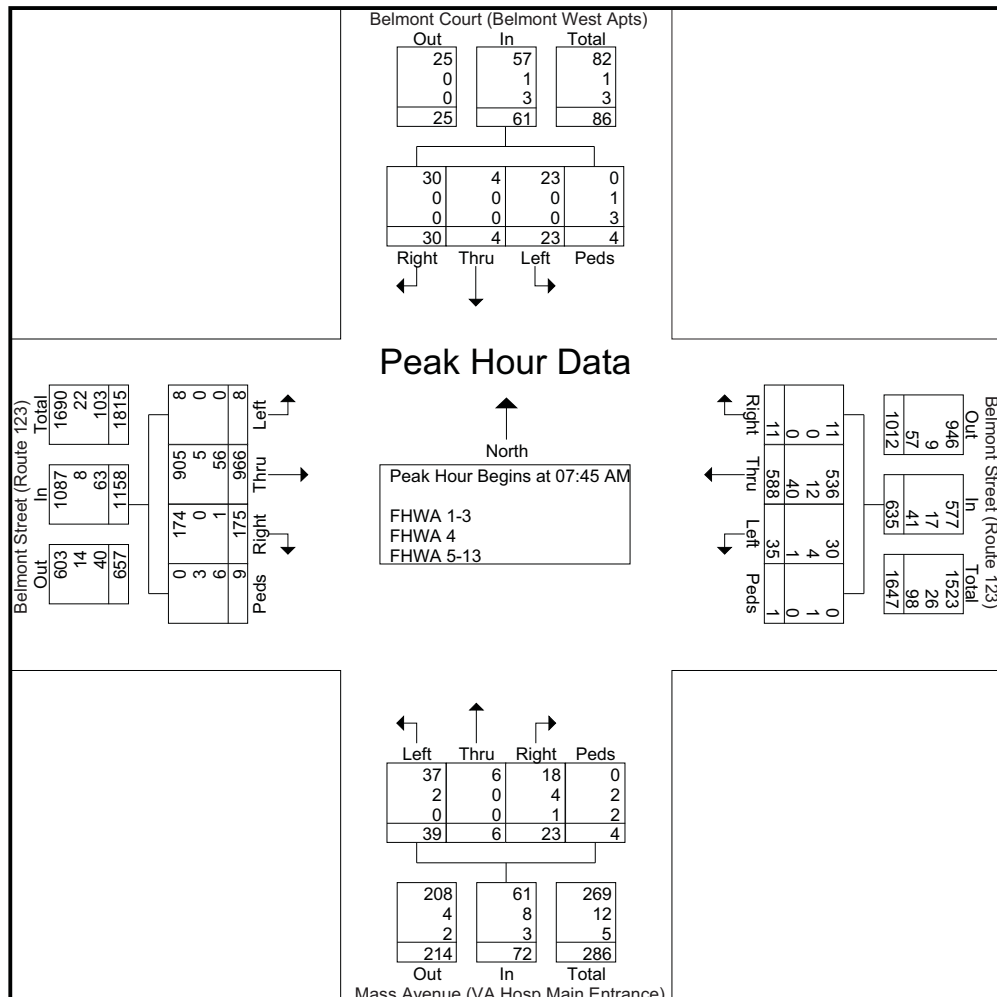 Belmont Court (Belmont West Apts)
Out In Total
25 57 82
0 1 1
0 3 3
25 61 86
30 4 23 0
0 0 0 1
0 0 0 3
30 4 23 4
Right Thru Left Peds
Peak Hour Data
North
Peak Hour Begins at 07:45 AM
FHWA 1-3
FHWA 4
FHWA 5-13
Belmont Street (Route 123)
Total In Out
1690 1087 603
22 8 14
103 63 40
1815 1158 657
8 905 174 0
0 5 0 3
0 56 1 6
8 966 175 9
Left Thru Right Peds
Belmont Street (Route 123)
Out In Total
946 577 1523
9 17 26
57 41 98
1012 635 1647
11 536 30 0
0 12 4 1
0 40 1 0
11 588 35 1
Right Thru Left Peds
Left Thru Right Peds
37 6 18 0
2 0 4 2
0 0 1 2
39 6 23 4
208 61 269
4 8 12
2 3 5
214 72 286
Out In Total
Mass Avenue (VA Hosp Main Entrance)